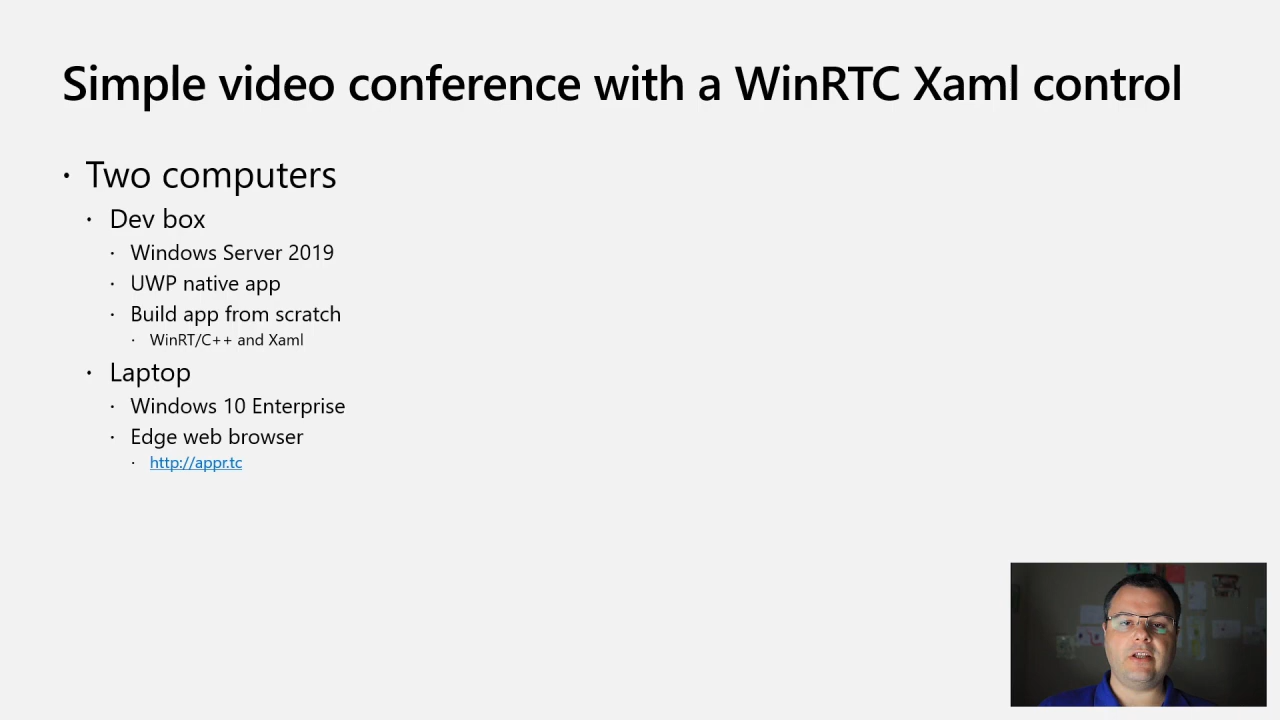 Simple video conference with a WinRTC Xaml control
· Two computers
· Dev box
· Windows Server 2019
· UWP native app
· Build app from scratch
· WinRT/C++ and Xaml
· Laptop
· Windows 10 Enterprise
· Edge web browser
· http://appr.tc